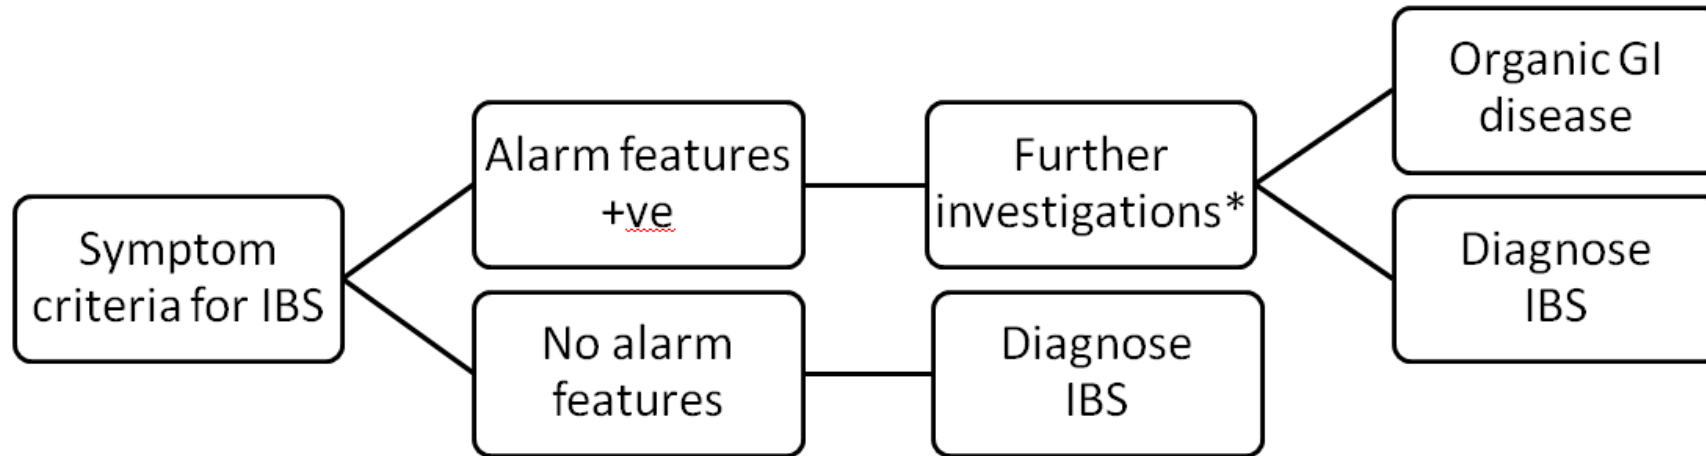 Symptom
criteria for IBS
Alarm features
+ve
No alarm
features
Further
investigations*
Diagnose
IBS
Organic GI
disease
Diagnose
IBS